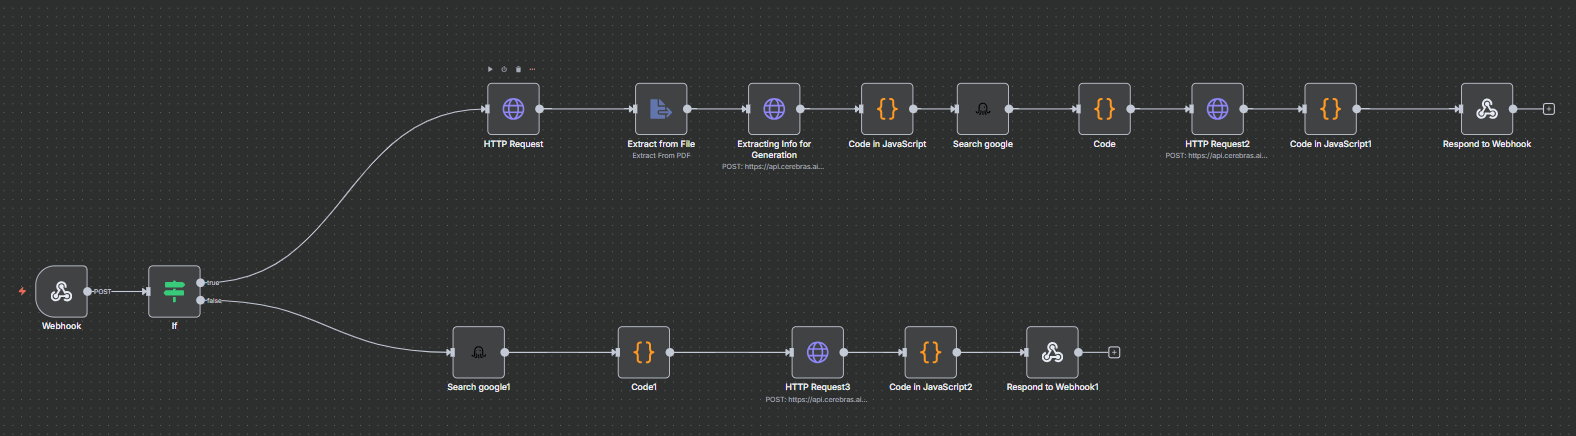 HTTP Request
Extract from File
Extract From PDF
Extracting Info for
Generation
POST: https://api.cerebras.ai...
Code in JavaScript
Search google
Code
HTTP Request2
POST: https://api.cerebras.ai...
Code in JavaScript1
Respond to Webhook
POST
true
false
Webhook
If
Search google1
Code1
HTTP Request3
POST: https://api.cerebras.ai...
Code in JavaScript2
Respond to Webhook1